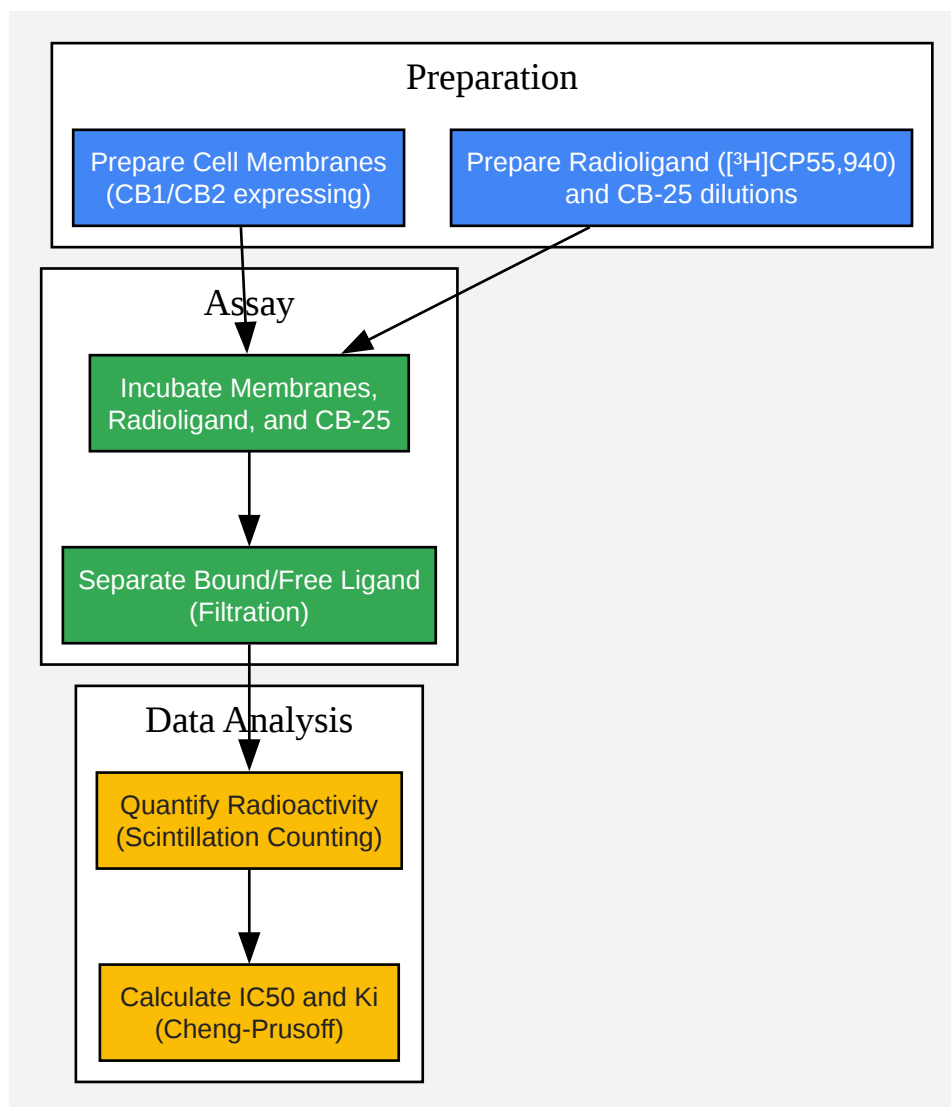 Preparation
Prepare Cell Membranes
(CB1/CB2 expressing)
Prepare Radioligand ([³H]CP55,940)
and CB-25 dilutions
Assay
Incubate Membranes,
Radioligand, and CB-25
Separate Bound/Free Ligand
(Filtration)
Data Analysis
Quantify Radioactivity
(Scintillation Counting)
Calculate IC50 and Ki
(Cheng-Prusoff)